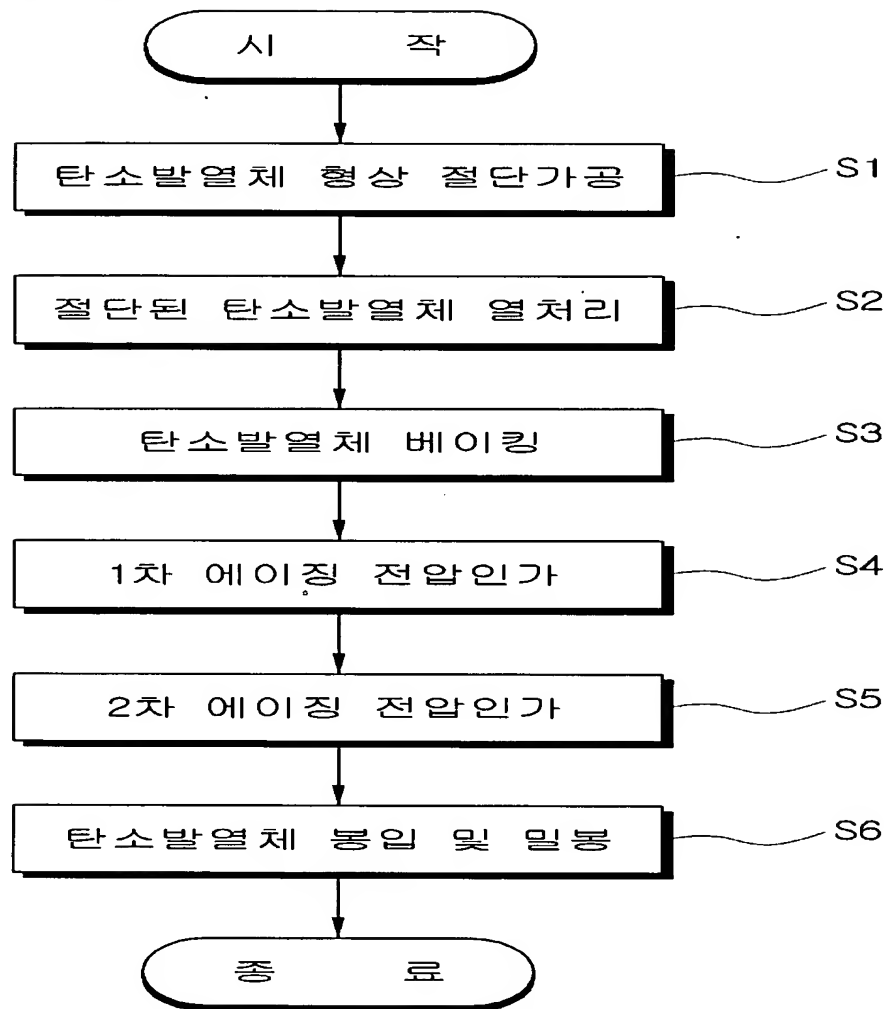 시 작
탄소발열체 형상 절단가공 S1
절단된 탄소발열체 열처리 S2
탄소발열체 베이킹 S3
1차 에이징 전압인가 S4
2차 에이징 전압인가 S5
탄소발열체 봉입 및 밀봉 S6
종 료